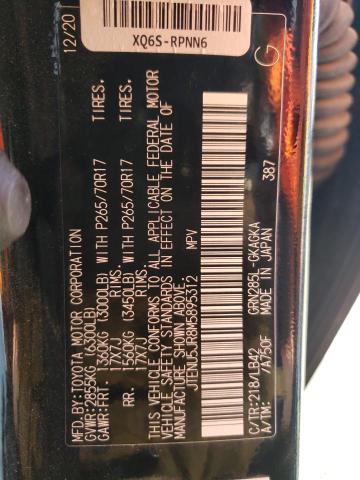 XQ6S-RPNN6
12/20
G
MFD.BY:TOYOTA MOTOR CORPORATION
GVWR:2855KG (6300LB)
GAWR:FRT. 1360KG (3000LB) WITH P265/70R17 TIRES.
17X7J RIMS.
RR. 1560KG (3450LB) WITH P265/70R17 TIRES.
17X7J RIMS.
THIS VEHICLE CONFORMS TO ALL APPLICABLE FEDERAL MOTOR
VEHICLE SAFETY STANDARDS IN EFFECT ON THE DATE OF
MANUFACTURE SHOWN ABOVE.
JTENU5JR8M5895312 MPV
387
C/TR:218/LB42 GRN285L-GKAGKA
A/TM: /A750F MADE IN JAPAN